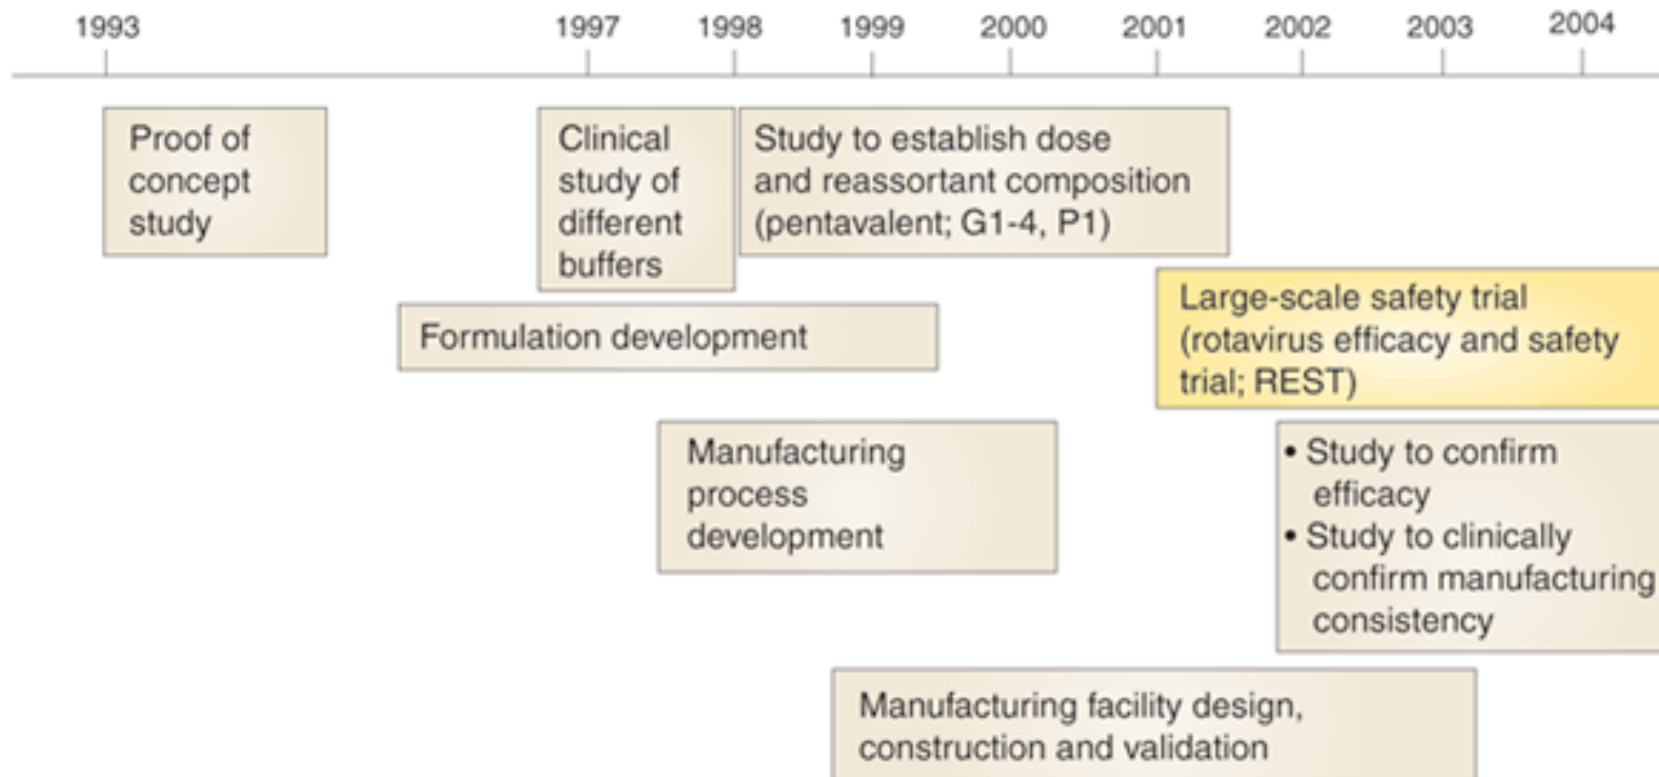 1993 1997 1998 1999 2000 2001 2002 2003 2004
Proof of
concept
study
Clinical
study of
different
buffers
Study to establish dose
and reassortant composition
(pentavalent; G1-4, P1)
Large-scale safety trial
(rotavirus efficacy and safety
trial; REST)
Formulation development
Manufacturing
process
development
• Study to confirm
efficacy
• Study to clinically
confirm manufacturing
consistency
Manufacturing facility design,
construction and validation